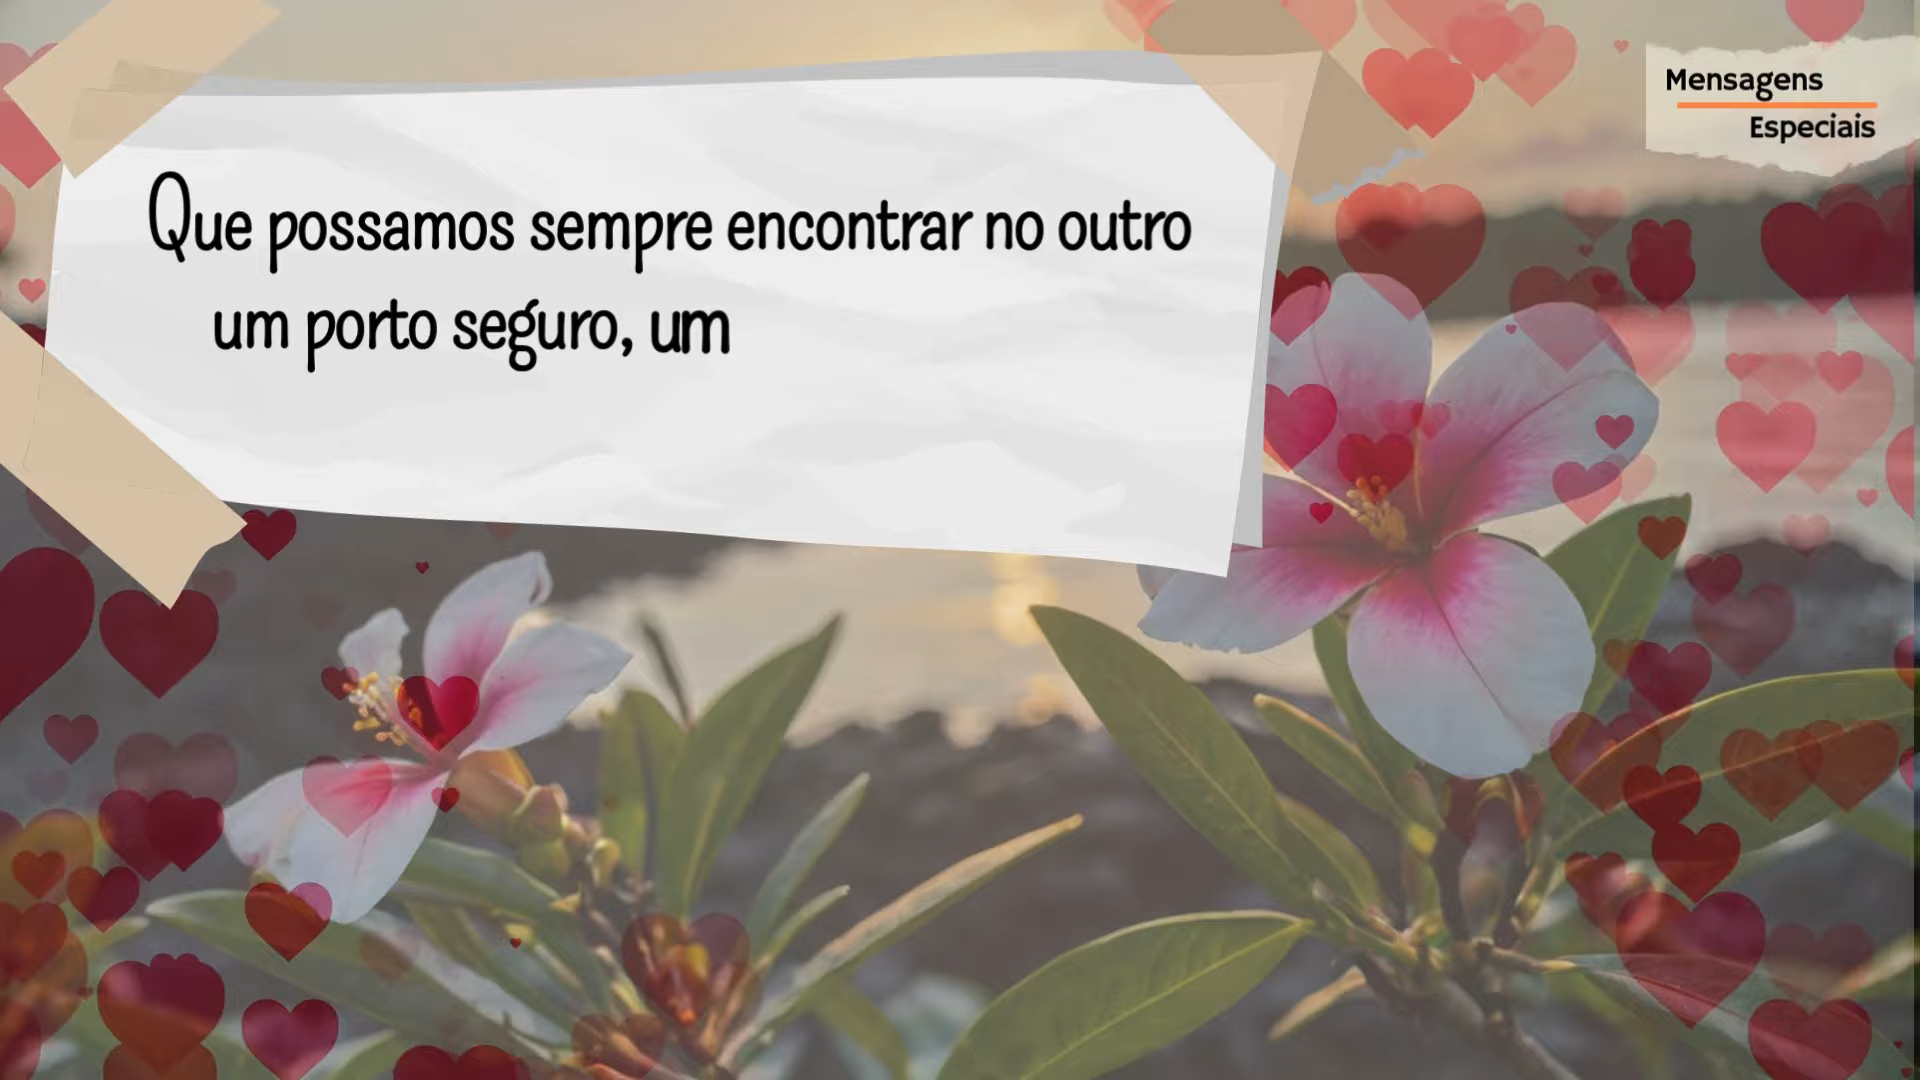 Mensagens
Especiais
Que possamos sempre encontrar no outro
um porto seguro, um